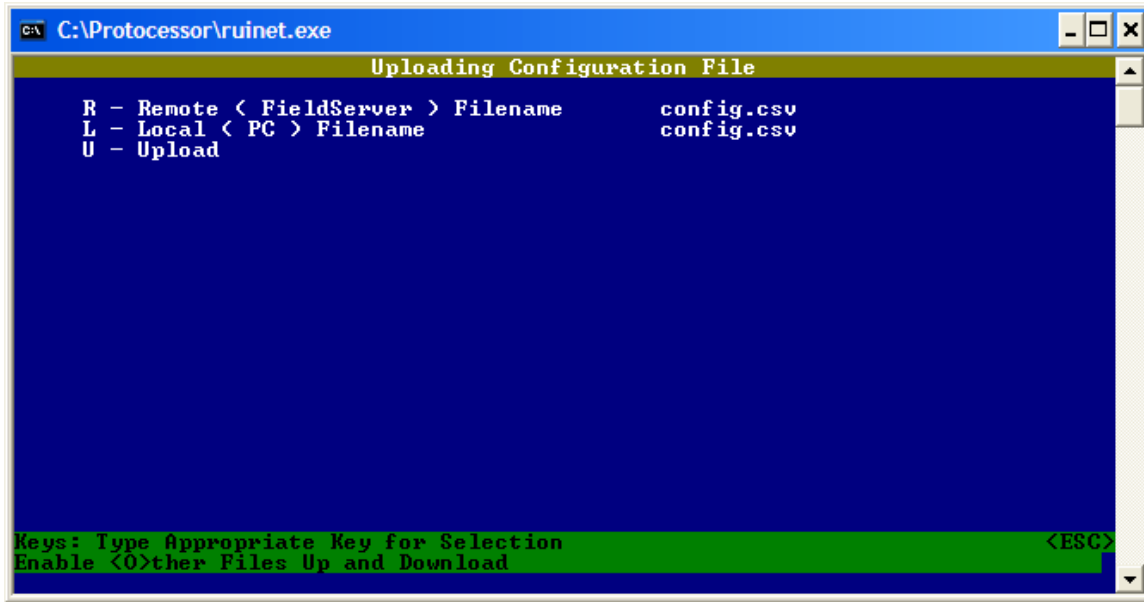 C:\Protocessor\ruinet.exe
Uploading Configuration File
R - Remote ( FieldServer ) Filename config.csv
L - Local ( PC ) Filename config.csv
U - Upload
Keys: Type Appropriate Key for Selection <ESC>
Enable <O>ther Files Up and Download